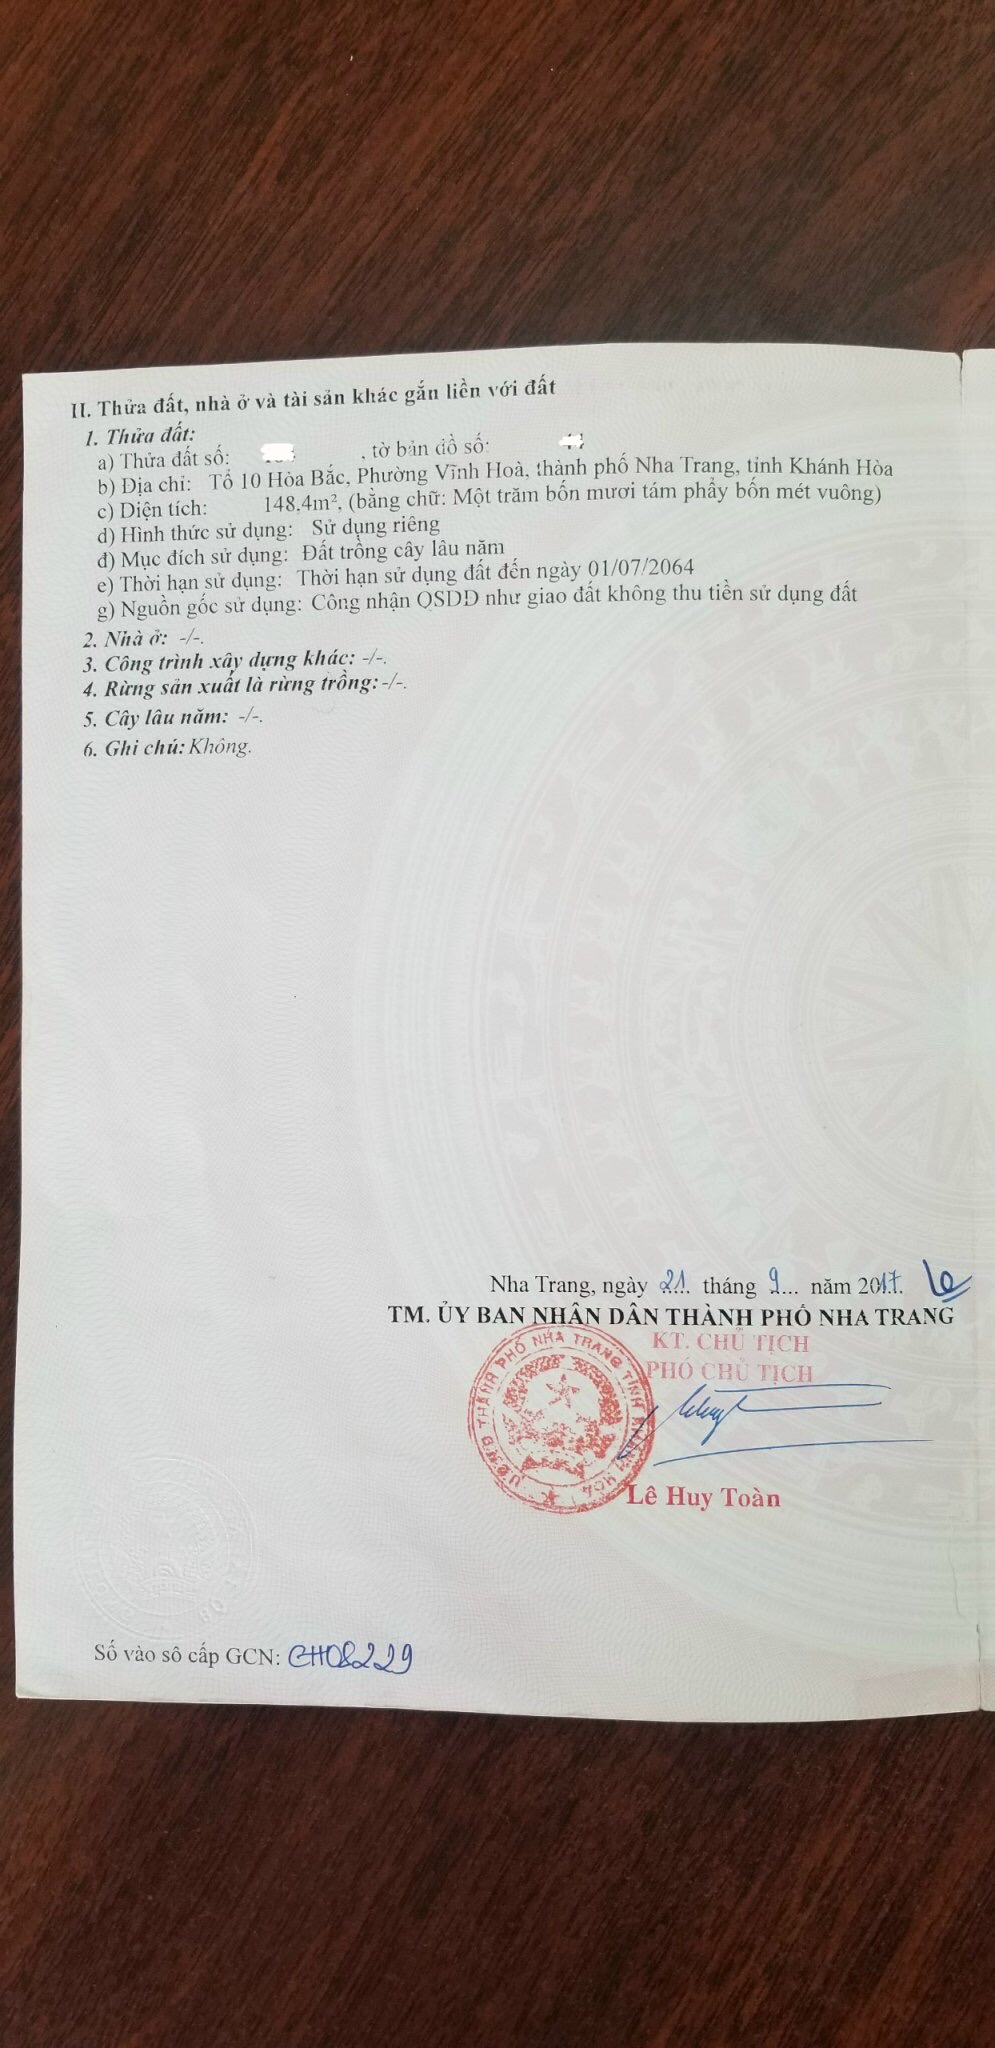 II. Thửa đất, nhà ở và tài sản khác gắn liền với đất
1. Thửa đất:
a) Thửa đất số: , tờ bản đồ số:
b) Địa chỉ: Tổ 10 Hòa Bắc, Phường Vĩnh Hoà, thành phố Nha Trang, tỉnh Khánh Hòa
c) Diện tích: 148,4m², (bằng chữ: Một trăm bốn mươi tám phẩy bốn mét vuông)
d) Hình thức sử dụng: Sử dụng riêng
đ) Mục đích sử dụng: Đất trồng cây lâu năm
e) Thời hạn sử dụng: Thời hạn sử dụng đất đến ngày 01/07/2064
g) Nguồn gốc sử dụng: Công nhận QSDĐ như giao đất không thu tiền sử dụng đất
2. Nhà ở: -/-.
3. Công trình xây dựng khác: -/-.
4. Rừng sản xuất là rừng trồng: -/-.
5. Cây lâu năm: -/-.
6. Ghi chú: Không.
Nha Trang, ngày 21 tháng 9 năm 2017
TM. ỦY BAN NHÂN DÂN THÀNH PHỐ NHA TRANG
KT. CHỦ TỊCH
PHÓ CHỦ TỊCH
U.B.N.D THÀNH PHỐ NHA TRANG TỈNH KHÁNH HÒA
Lê Huy Toàn
Số vào sổ cấp GCN: CH08229